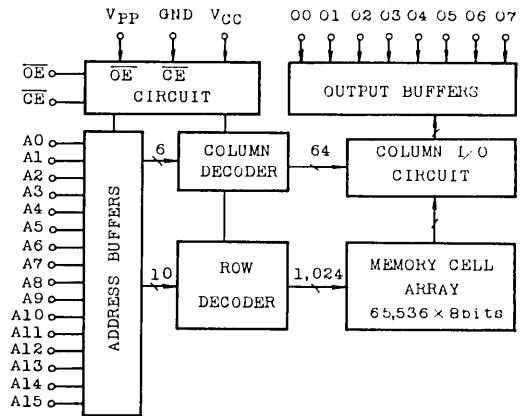 VPP GND VCC O0 O1 O2 O3 O4 O5 O6 O7
OE
CE
OE CE
CIRCUIT
OUTPUT BUFFERS
A0
A1
A2
A3
A4
A5
A6
A7
A8
A9
A10
A11
A12
A13
A14
A15
ADDRESS BUFFERS
6
COLUMN
DECODER
64
COLUMN I/O
CIRCUIT
10
ROW
DECODER
1,024
MEMORY CELL
ARRAY
65,536 × 8bits